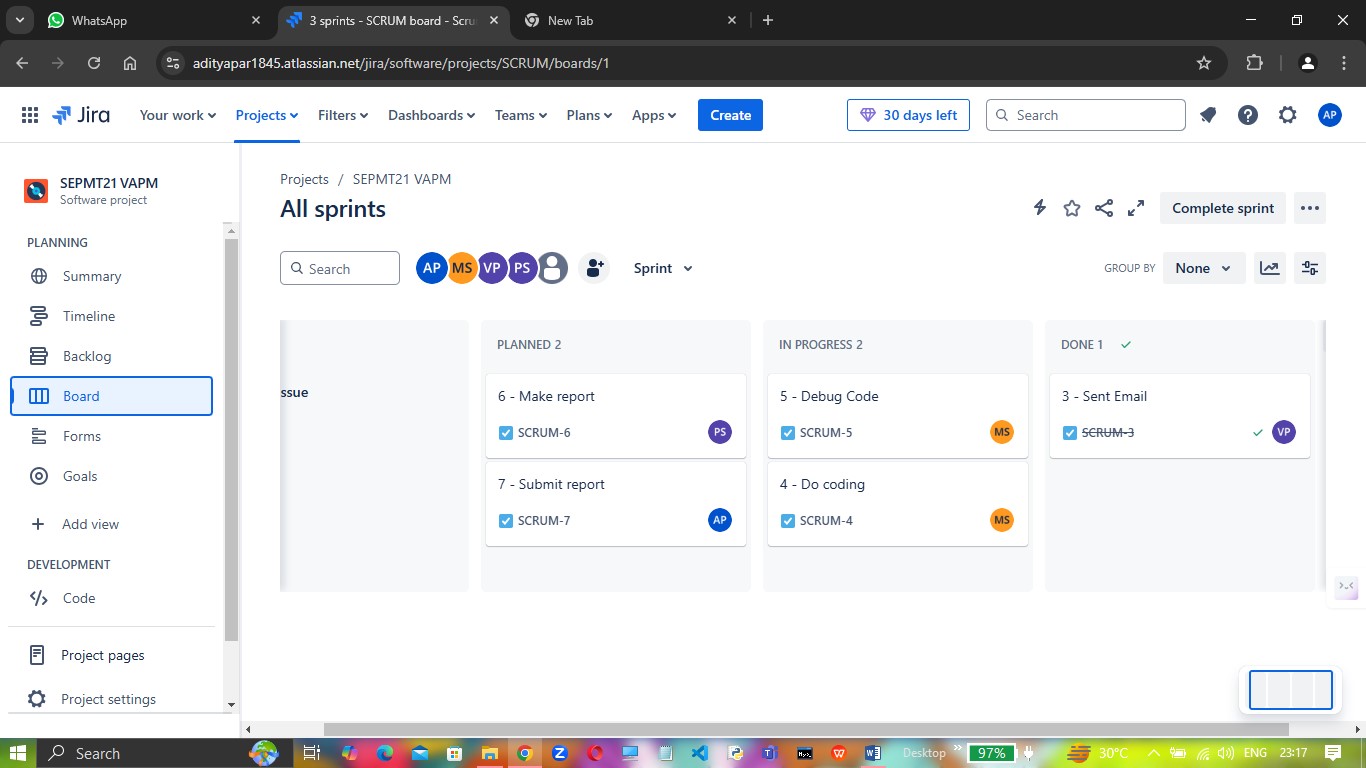 WhatsApp
3 sprints - SCRUM board - Scru
New Tab
adityapar1845.atlassian.net/jira/software/projects/SCRUM/boards/1
Jira
Your work
Projects
Filters
Dashboards
Teams
Plans
Apps
Create
30 days left
Search
AP
SEPMT21 VAPM
Software project
PLANNING
Summary
Timeline
Backlog
Board
Forms
Goals
Add view
DEVELOPMENT
Code
Project pages
Project settings
Projects / SEPMT21 VAPM
All sprints
Complete sprint
Search
AP MS VP PS
Sprint
GROUP BY
None
ssue
PLANNED 2
6 - Make report
SCRUM-6
PS
7 - Submit report
SCRUM-7
AP
IN PROGRESS 2
5 - Debug Code
SCRUM-5
MS
4 - Do coding
SCRUM-4
MS
DONE 1
3 - Sent Email
SCRUM-3
VP
Search
Desktop
97%
30°C
ENG
23:17